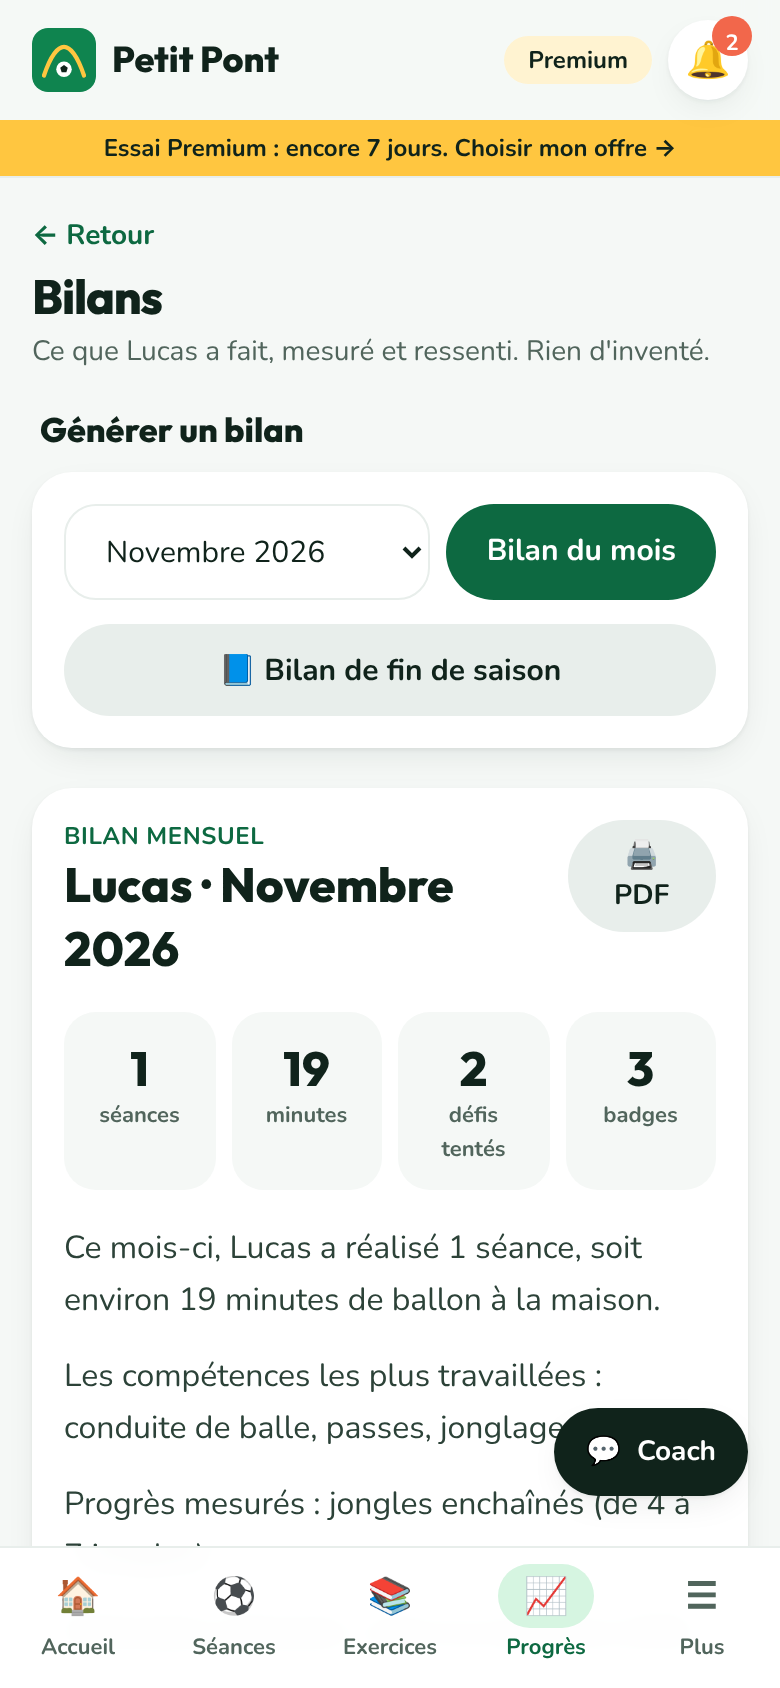 Petit Pont
Premium
2
Essai Premium : encore 7 jours. Choisir mon offre →
← Retour
Bilans
Ce que Lucas a fait, mesuré et ressenti. Rien d'inventé.
Générer un bilan
Novembre 2026
Bilan du mois
Bilan de fin de saison
BILAN MENSUEL
Lucas · Novembre
2026
PDF
1
séances
19
minutes
2
défis
tentés
3
badges
Ce mois-ci, Lucas a réalisé 1 séance, soit
environ 19 minutes de ballon à la maison.
Les compétences les plus travaillées :
conduite de balle, passes, jonglage
Coach
Progrès mesurés : jongles enchaînés (de 4 à
Accueil
Séances
Exercices
Progrès
Plus